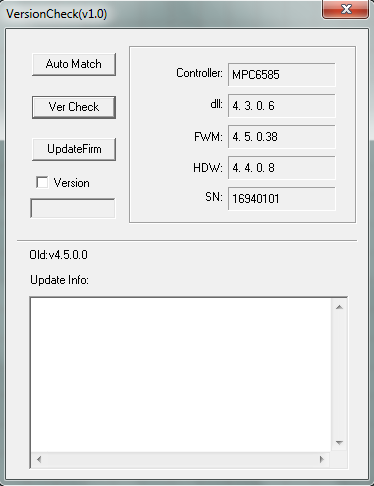 VersionCheck(v1.0)
Auto Match
Controller: MPC6585
Ver Check
dll: 4. 3. 0. 6
UpdateFirm
FWM: 4. 5. 0.38
Version
HDW: 4. 4. 0. 8
SN: 16940101
Old:v4.5.0.0
Update Info: